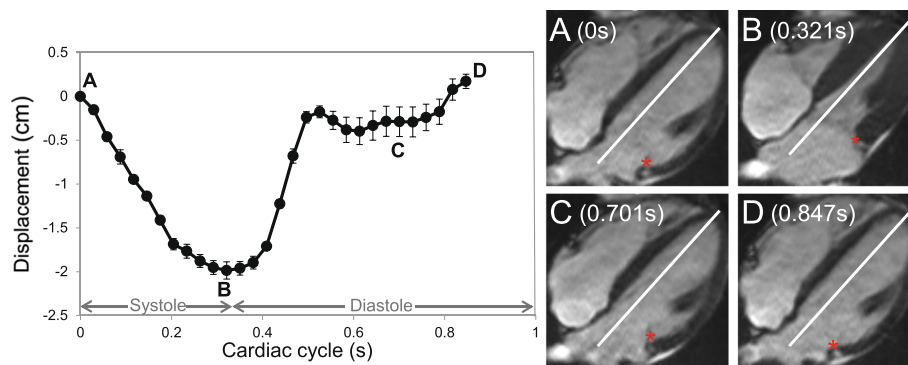 A
B
C
D
0.5
0
-0.5
-1
-1.5
-2
-2.5
Displacement (cm)
Systole
Diastole
0
0.2
0.4
0.6
0.8
1
Cardiac cycle (s)
A (0s)
*
B (0.321s)
*
C (0.701s)
*
D (0.847s)
*